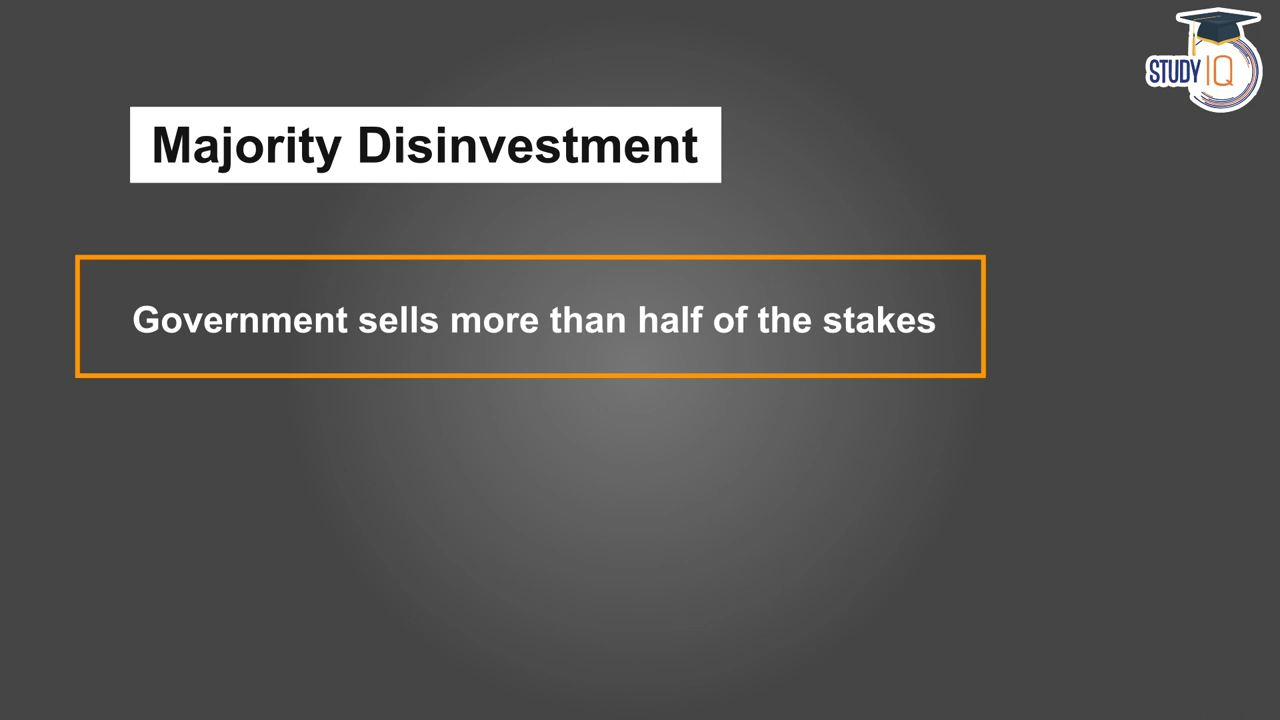 STUDY IQ
Majority Disinvestment
Government sells more than half of the stakes